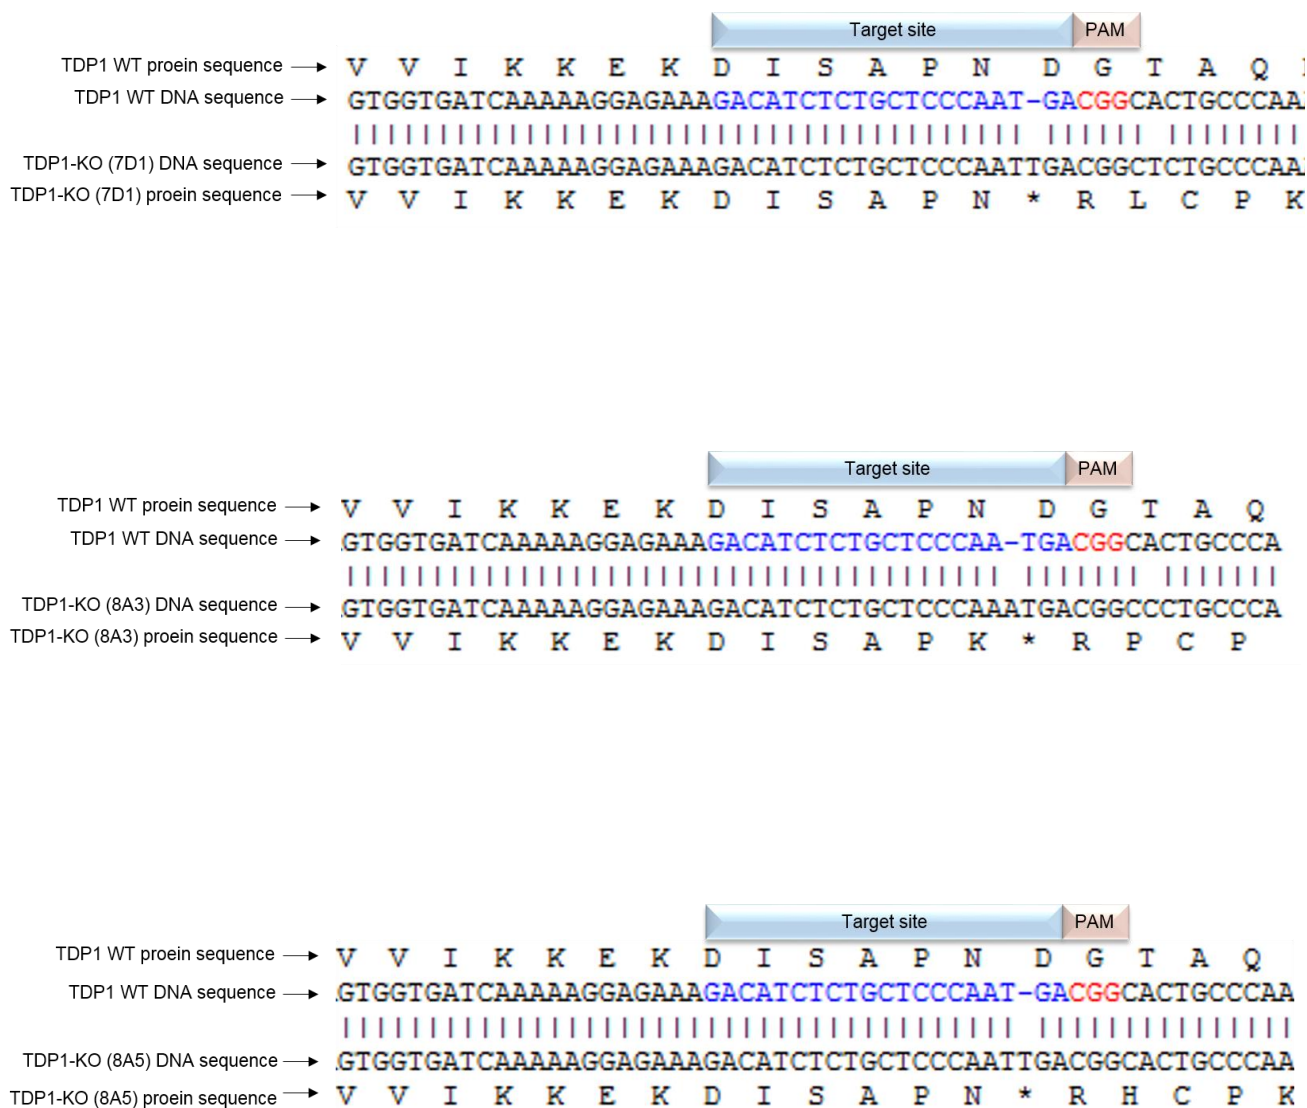 Target site PAM
TDP1 WT proein sequence V V I K K E K D I S A P N D G T A Q
TDP1 WT DNA sequence GTGGTGATCAAAAAGGAGAAAGACATCTCTGCTCCCAAT-GACGGCACTGCCCAA
TDP1-KO (7D1) DNA sequence GTGGTGATCAAAAAGGAGAAAGACATCTCTGCTCCCAATTGACGGCTCTGCCCAA
TDP1-KO (7D1) proein sequence V V I K K E K D I S A P N * R L C P K
Target site PAM
TDP1 WT proein sequence V V I K K E K D I S A P N D G T A Q
TDP1 WT DNA sequence GTGGTGATCAAAAAGGAGAAAGACATCTCTGCTCCCAA-TGACGGCACTGCCCA
TDP1-KO (8A3) DNA sequence GTGGTGATCAAAAAGGAGAAAGACATCTCTGCTCCCAAATGACGGCCCTGCCCA
TDP1-KO (8A3) proein sequence V V I K K E K D I S A P K * R P C P
Target site PAM
TDP1 WT proein sequence V V I K K E K D I S A P N D G T A Q
TDP1 WT DNA sequence GTGGTGATCAAAAAGGAGAAAGACATCTCTGCTCCCAAT-GACGGCACTGCCCAA
TDP1-KO (8A5) DNA sequence GTGGTGATCAAAAAGGAGAAAGACATCTCTGCTCCCAATTGACGGCACTGCCCAA
TDP1-KO (8A5) proein sequence V V I K K E K D I S A P N * R H C P K